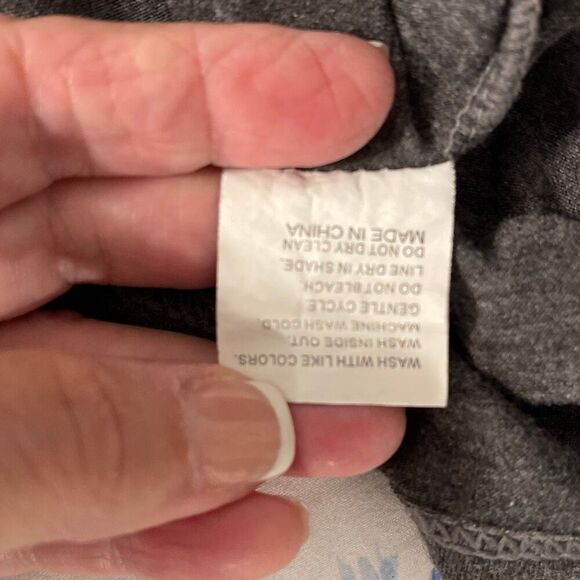 WASH WITH LIKE COLORS.
WASH INSIDE OUT.
MACHINE WASH COLD.
GENTLE CYCLE.
DO NOT BLEACH.
LINE DRY IN SHADE.
DO NOT DRY CLEAN
MADE IN CHINA